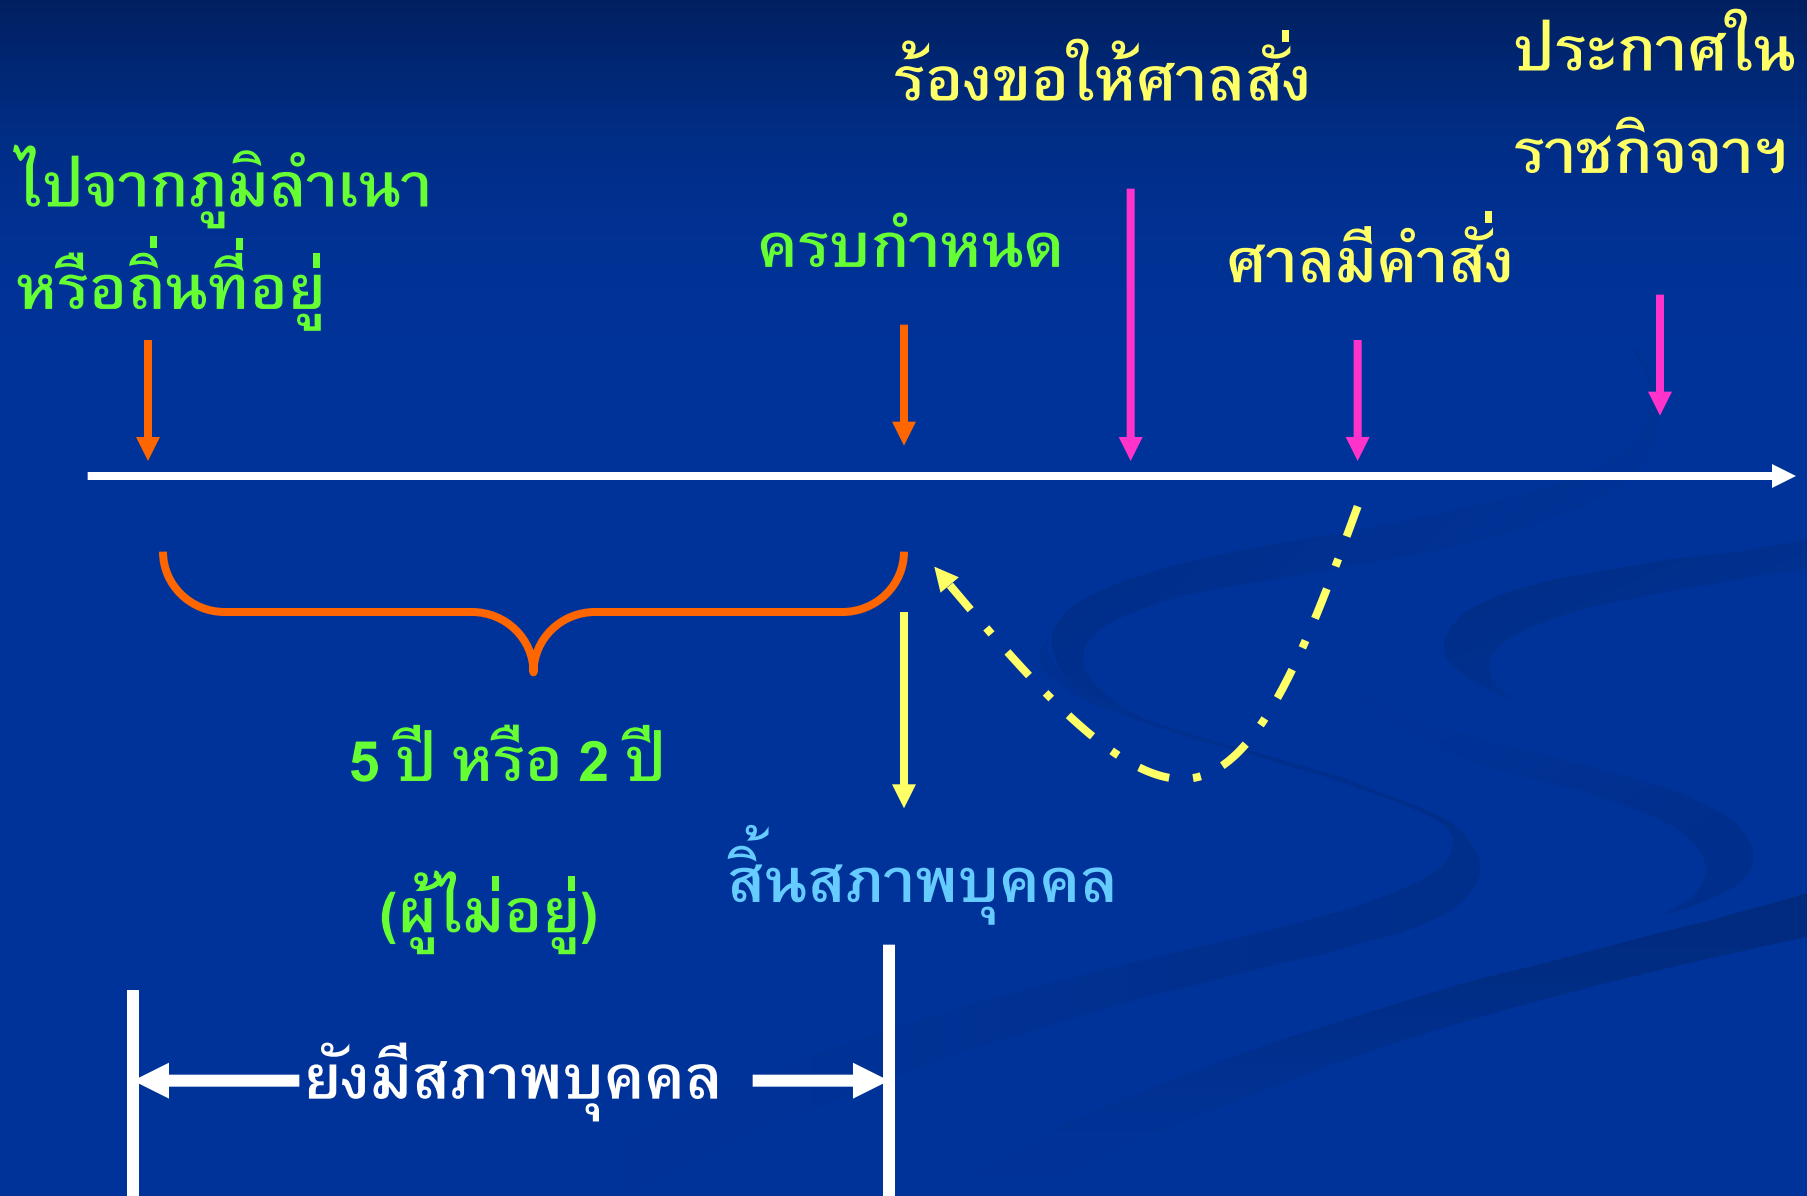 ร้องขอให้ศาลสั่ง
ประกาศใน
ราชกิจจาฯ
ไปจากภูมิลำเนา
หรือถิ่นที่อยู่
ครบกำหนด
ศาลมีคำสั่ง
5 ปี หรือ 2 ปี
(ผู้ไม่อยู่)
สิ้นสภาพบุคคล
ยังมีสภาพบุคคล